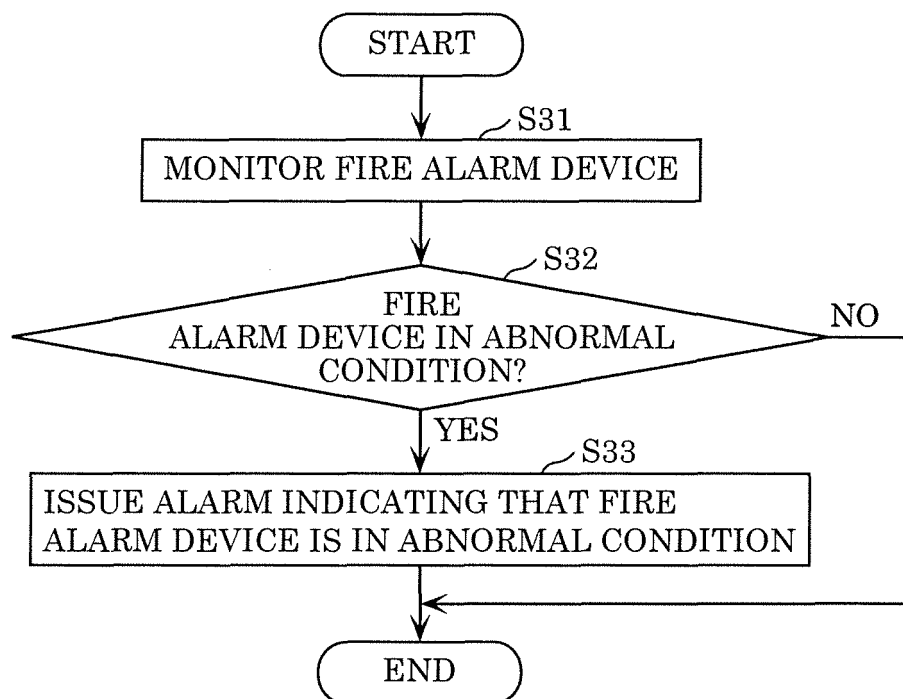 START
S31
MONITOR FIRE ALARM DEVICE
S32
FIRE
ALARM DEVICE IN ABNORMAL
CONDITION?
NO
YES
S33
ISSUE ALARM INDICATING THAT FIRE
ALARM DEVICE IS IN ABNORMAL CONDITION
END